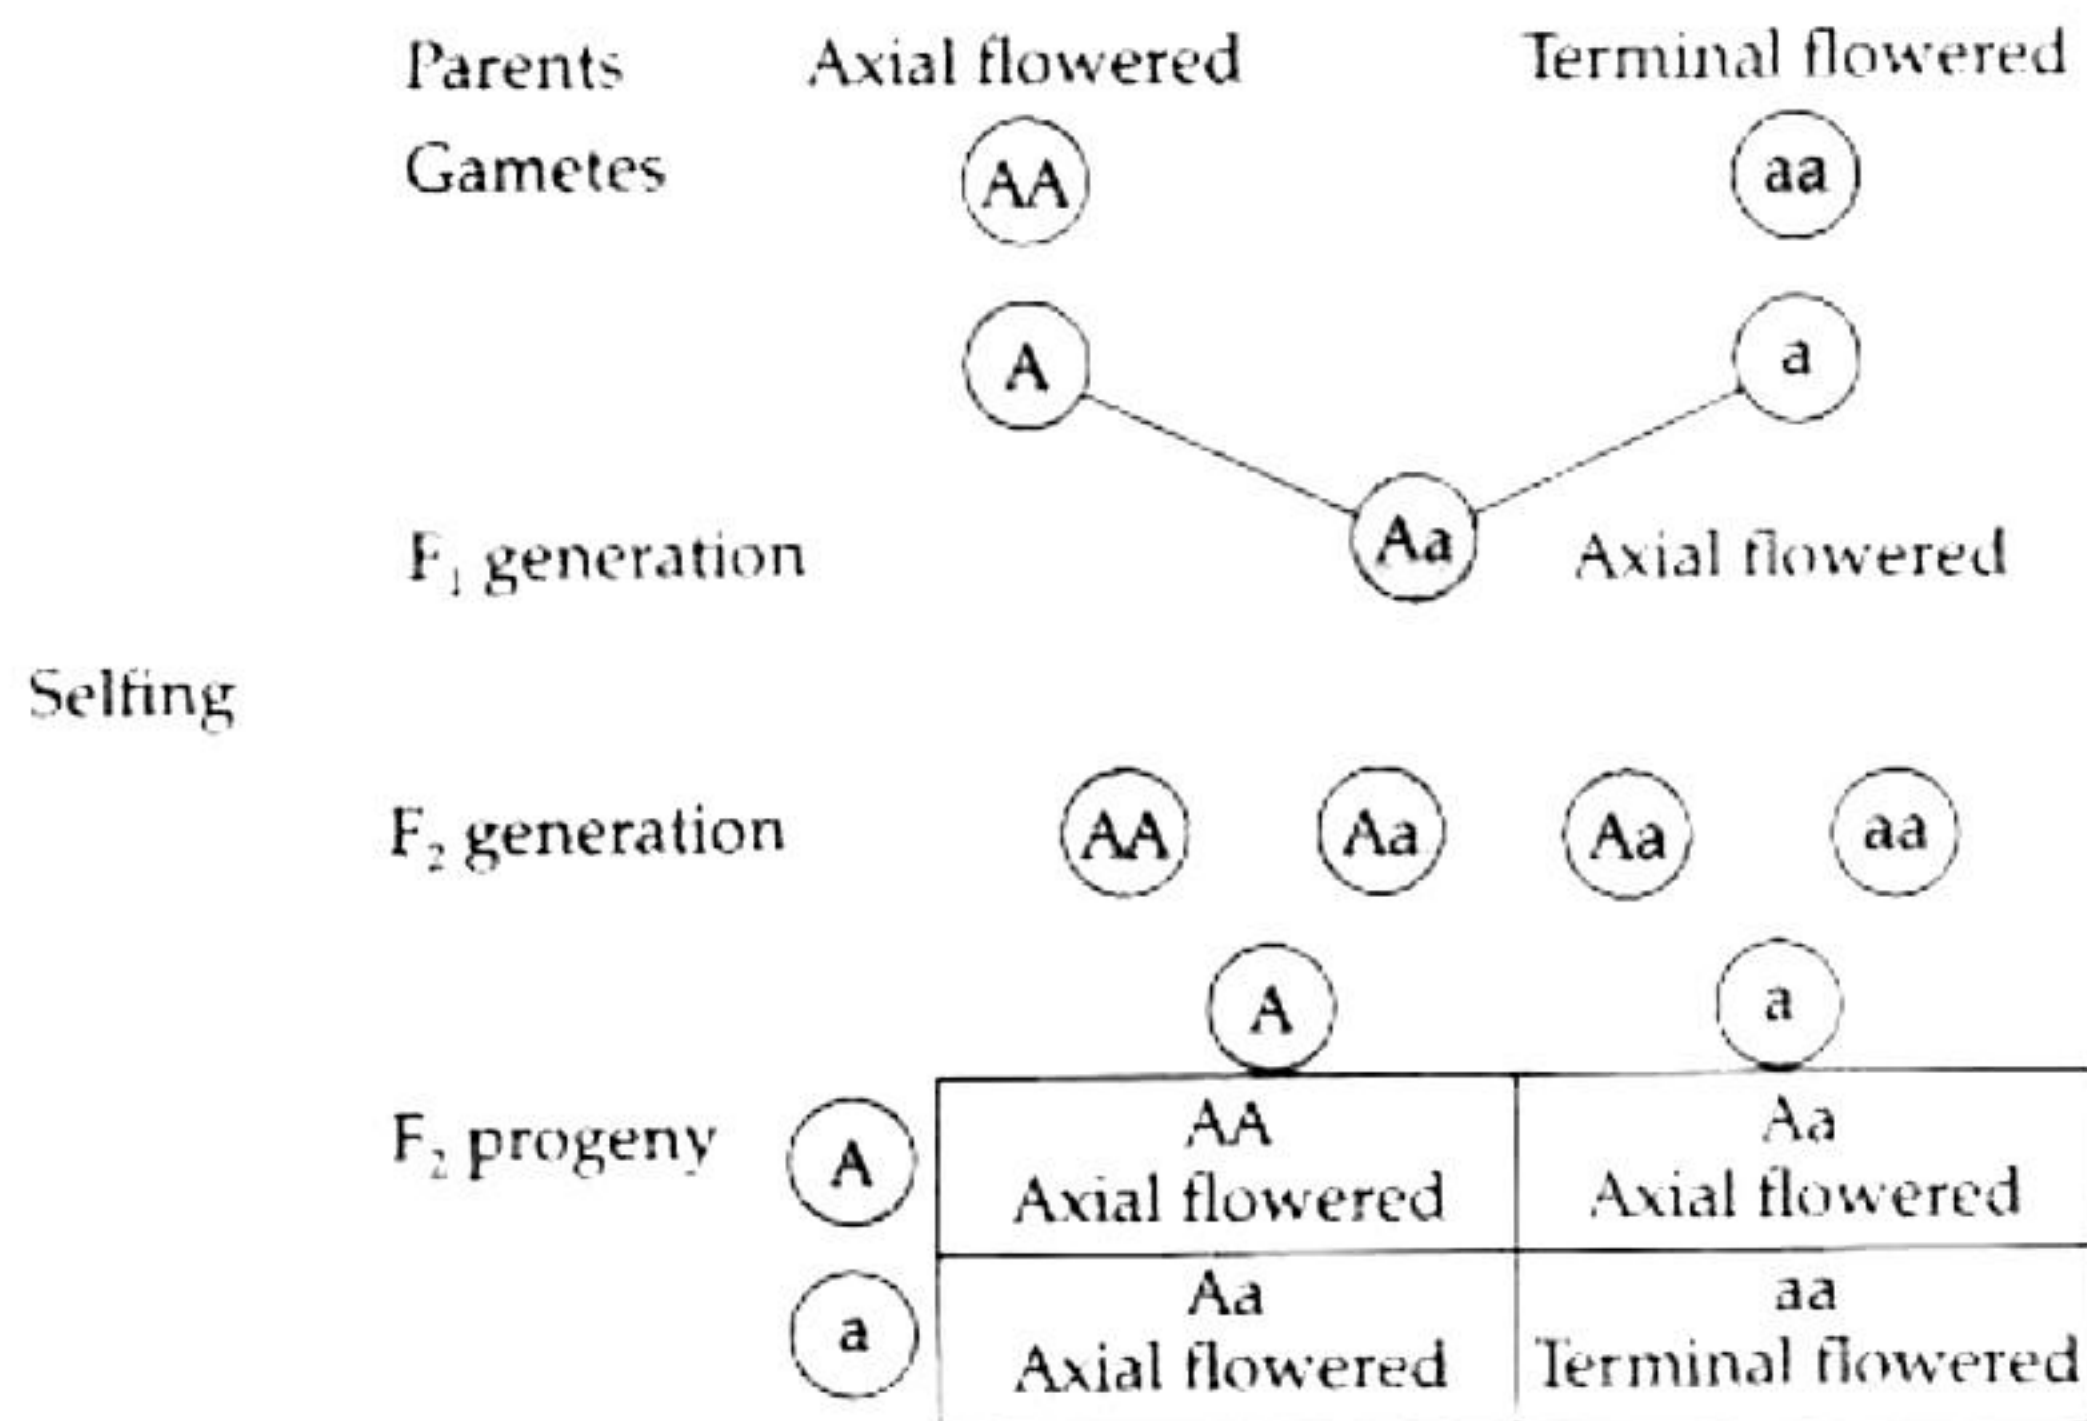 Parents Axial flowered Terminal flowered
Gametes AA aa
A a
F₁ generation Aa Axial flowered
Selfing
F₂ generation AA Aa Aa aa
A a
F₂ progeny A AA Aa
Axial flowered Axial flowered
a Aa aa
Axial flowered Terminal flowered